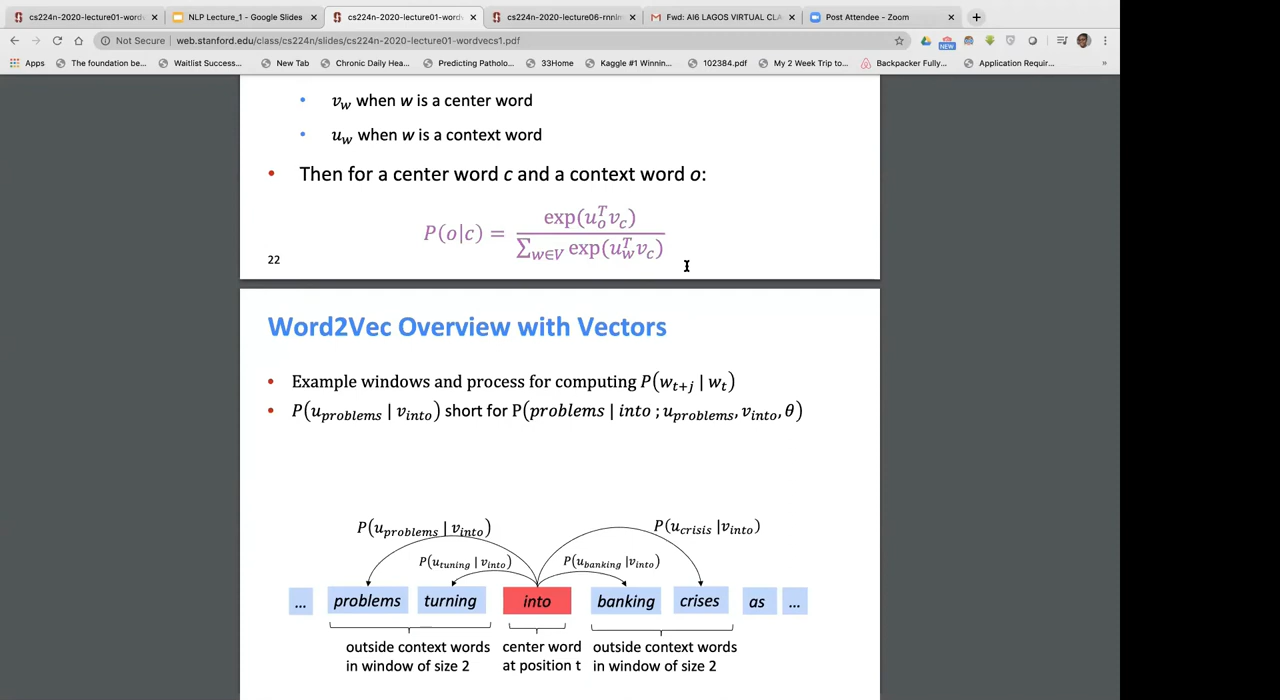 cs224n-2020-lecture01-word
NLP Lecture_1 - Google Slides
cs224n-2020-lecture01-word
cs224n-2020-lecture06-rnnlm
Fwd: AI6 LAGOS VIRTUAL CLA
Post Attendee - Zoom
Not Secure | web.stanford.edu/class/cs224n/slides/cs224n-2020-lecture01-wordvecs1.pdf
NEW
Apps
The foundation be...
Waitlist Success...
New Tab
Chronic Daily Hea...
Predicting Patholo...
33Home
Kaggle #1 Winnin...
102384.pdf
My 2 Week Trip to...
Backpacker Fully...
Application Requir...
»
• v_w when w is a center word
• u_w when w is a context word
• Then for a center word c and a context word o:
P(o|c) = exp(u_o^T v_c) / ∑_{w∈V} exp(u_w^T v_c)
22
Word2Vec Overview with Vectors
• Example windows and process for computing P(w_{t+j} | w_t)
• P(u_problems | v_into) short for P(problems | into ; u_problems, v_into, θ)
P(u_problems | v_into)
P(u_crisis |v_into)
P(u_tuning | v_into)
P(u_banking |v_into)
... problems turning into banking crises as ...
outside context words
in window of size 2
center word
at position t
outside context words
in window of size 2